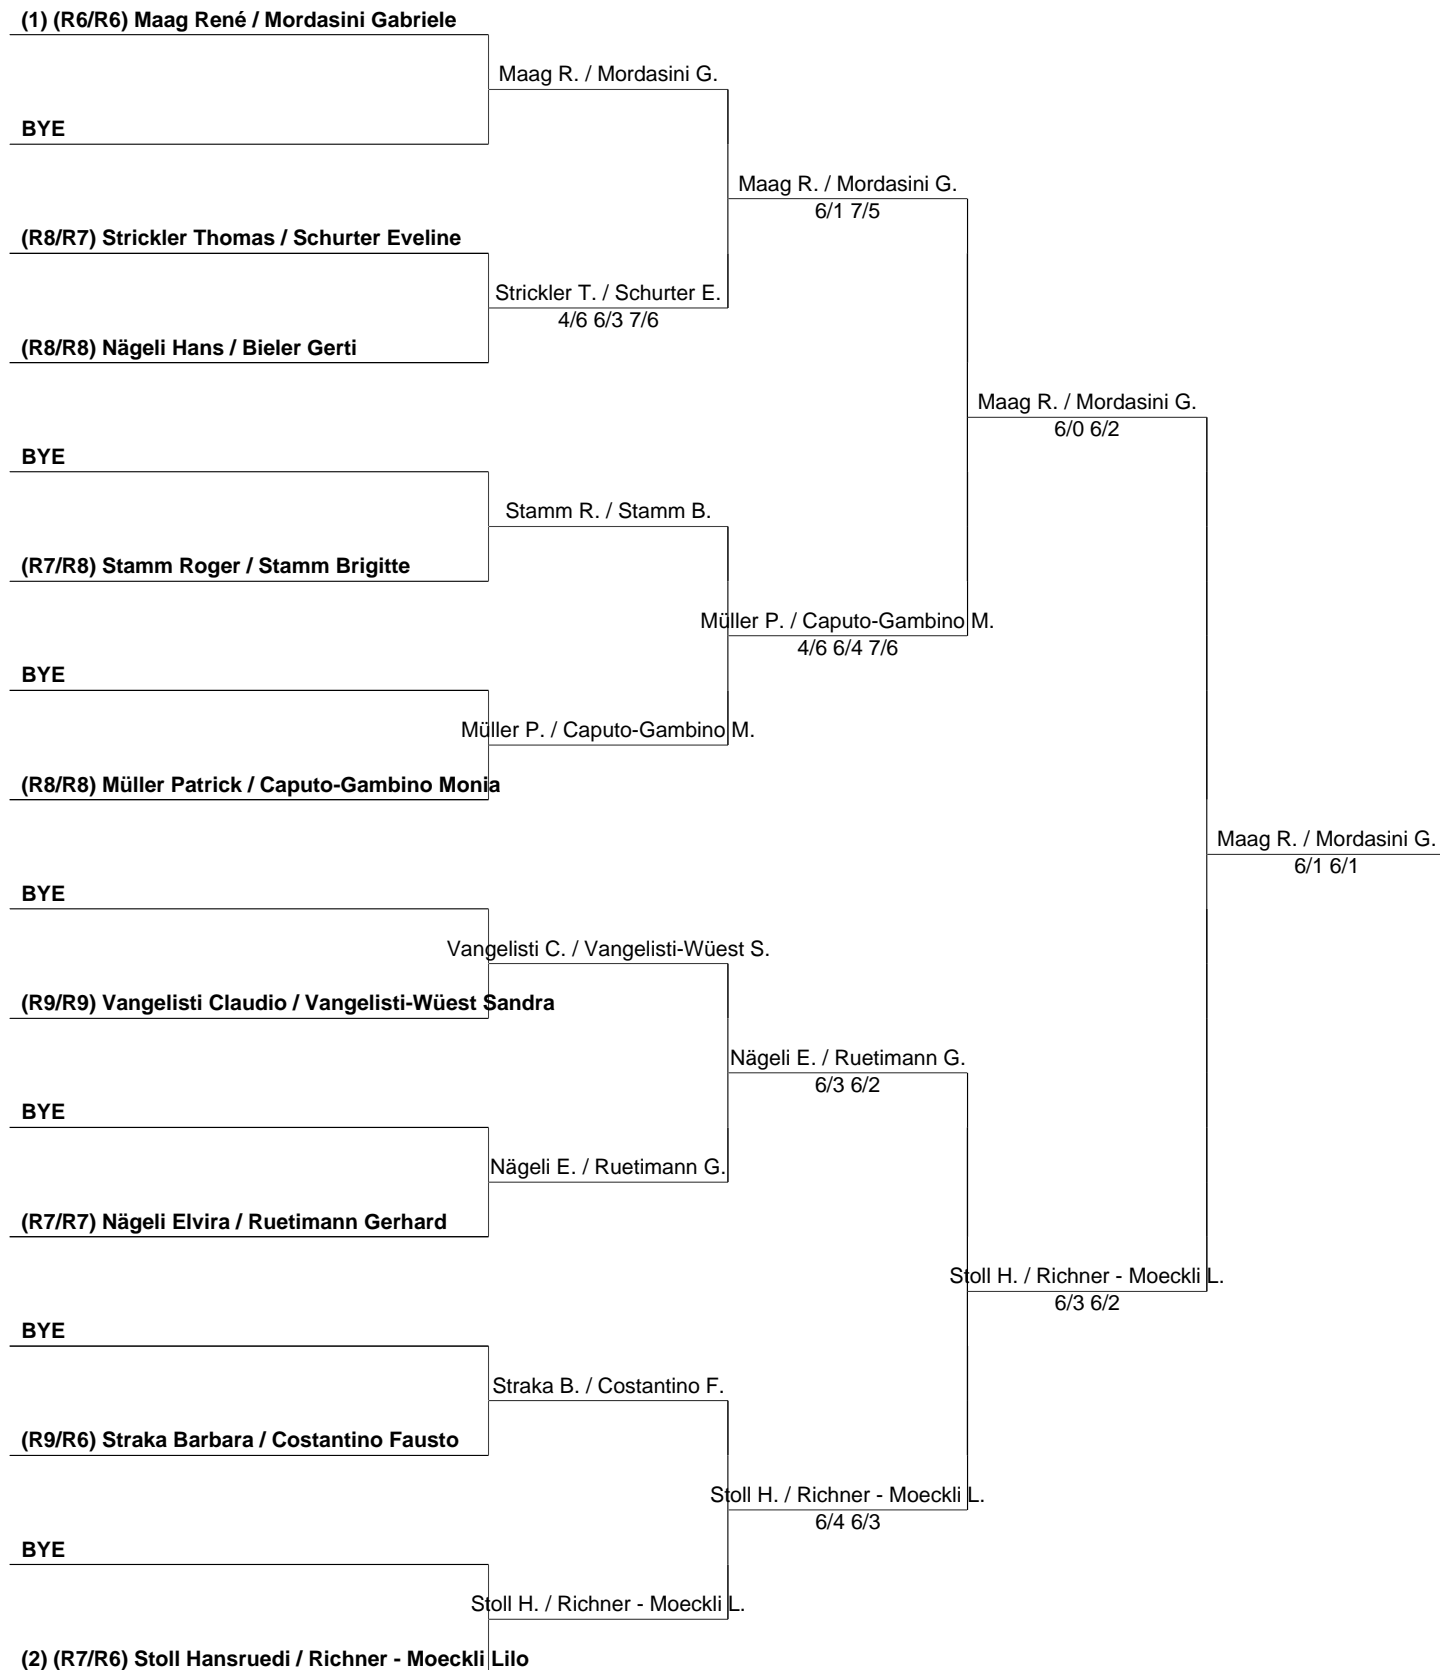 (1) (R6/R6) Maag René / Mordasini Gabriele
Maag R. / Mordasini G.
BYE
Maag R. / Mordasini G.
6/1 7/5
(R8/R7) Strickler Thomas / Schurter Eveline
Strickler T. / Schurter E.
4/6 6/3 7/6
(R8/R8) Nägeli Hans / Bieler Gerti
Maag R. / Mordasini G.
6/0 6/2
BYE
Stamm R. / Stamm B.
(R7/R8) Stamm Roger / Stamm Brigitte
Müller P. / Caputo-Gambino M.
4/6 6/4 7/6
BYE
Müller P. / Caputo-Gambino M.
(R8/R8) Müller Patrick / Caputo-Gambino Monia
Maag R. / Mordasini G.
6/1 6/1
BYE
Vangelisti C. / Vangelisti-Wüest S.
(R9/R9) Vangelisti Claudio / Vangelisti-Wüest Sandra
Nägeli E. / Ruetimann G.
6/3 6/2
BYE
Nägeli E. / Ruetimann G.
(R7/R7) Nägeli Elvira / Ruetimann Gerhard
Stoll H. / Richner - Moeckli L.
6/3 6/2
BYE
Straka B. / Costantino F.
(R9/R6) Straka Barbara / Costantino Fausto
Stoll H. / Richner - Moeckli L.
6/4 6/3
BYE
Stoll H. / Richner - Moeckli L.
(2) (R7/R6) Stoll Hansruedi / Richner - Moeckli Lilo